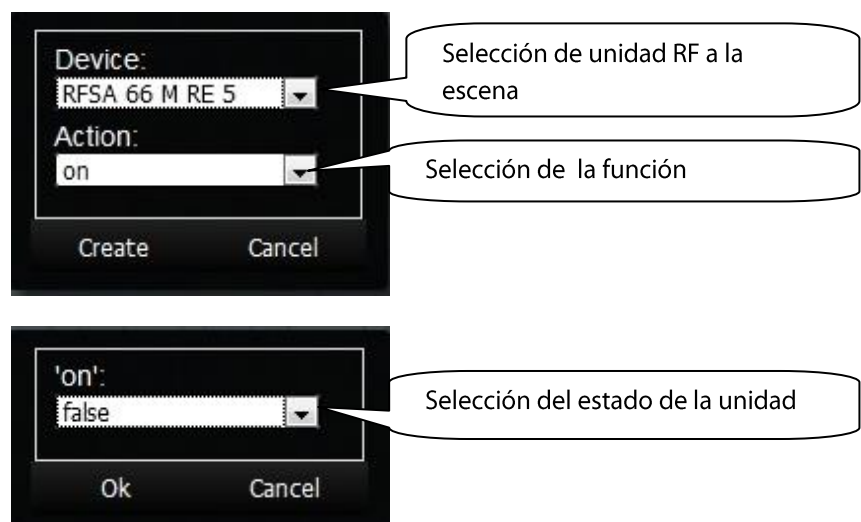 Device:
RFSA 66 M RE 5
Action:
on
Create Cancel
Selección de unidad RF a la
escena
Selección de la función
'on':
false
Ok Cancel
Selección del estado de la unidad